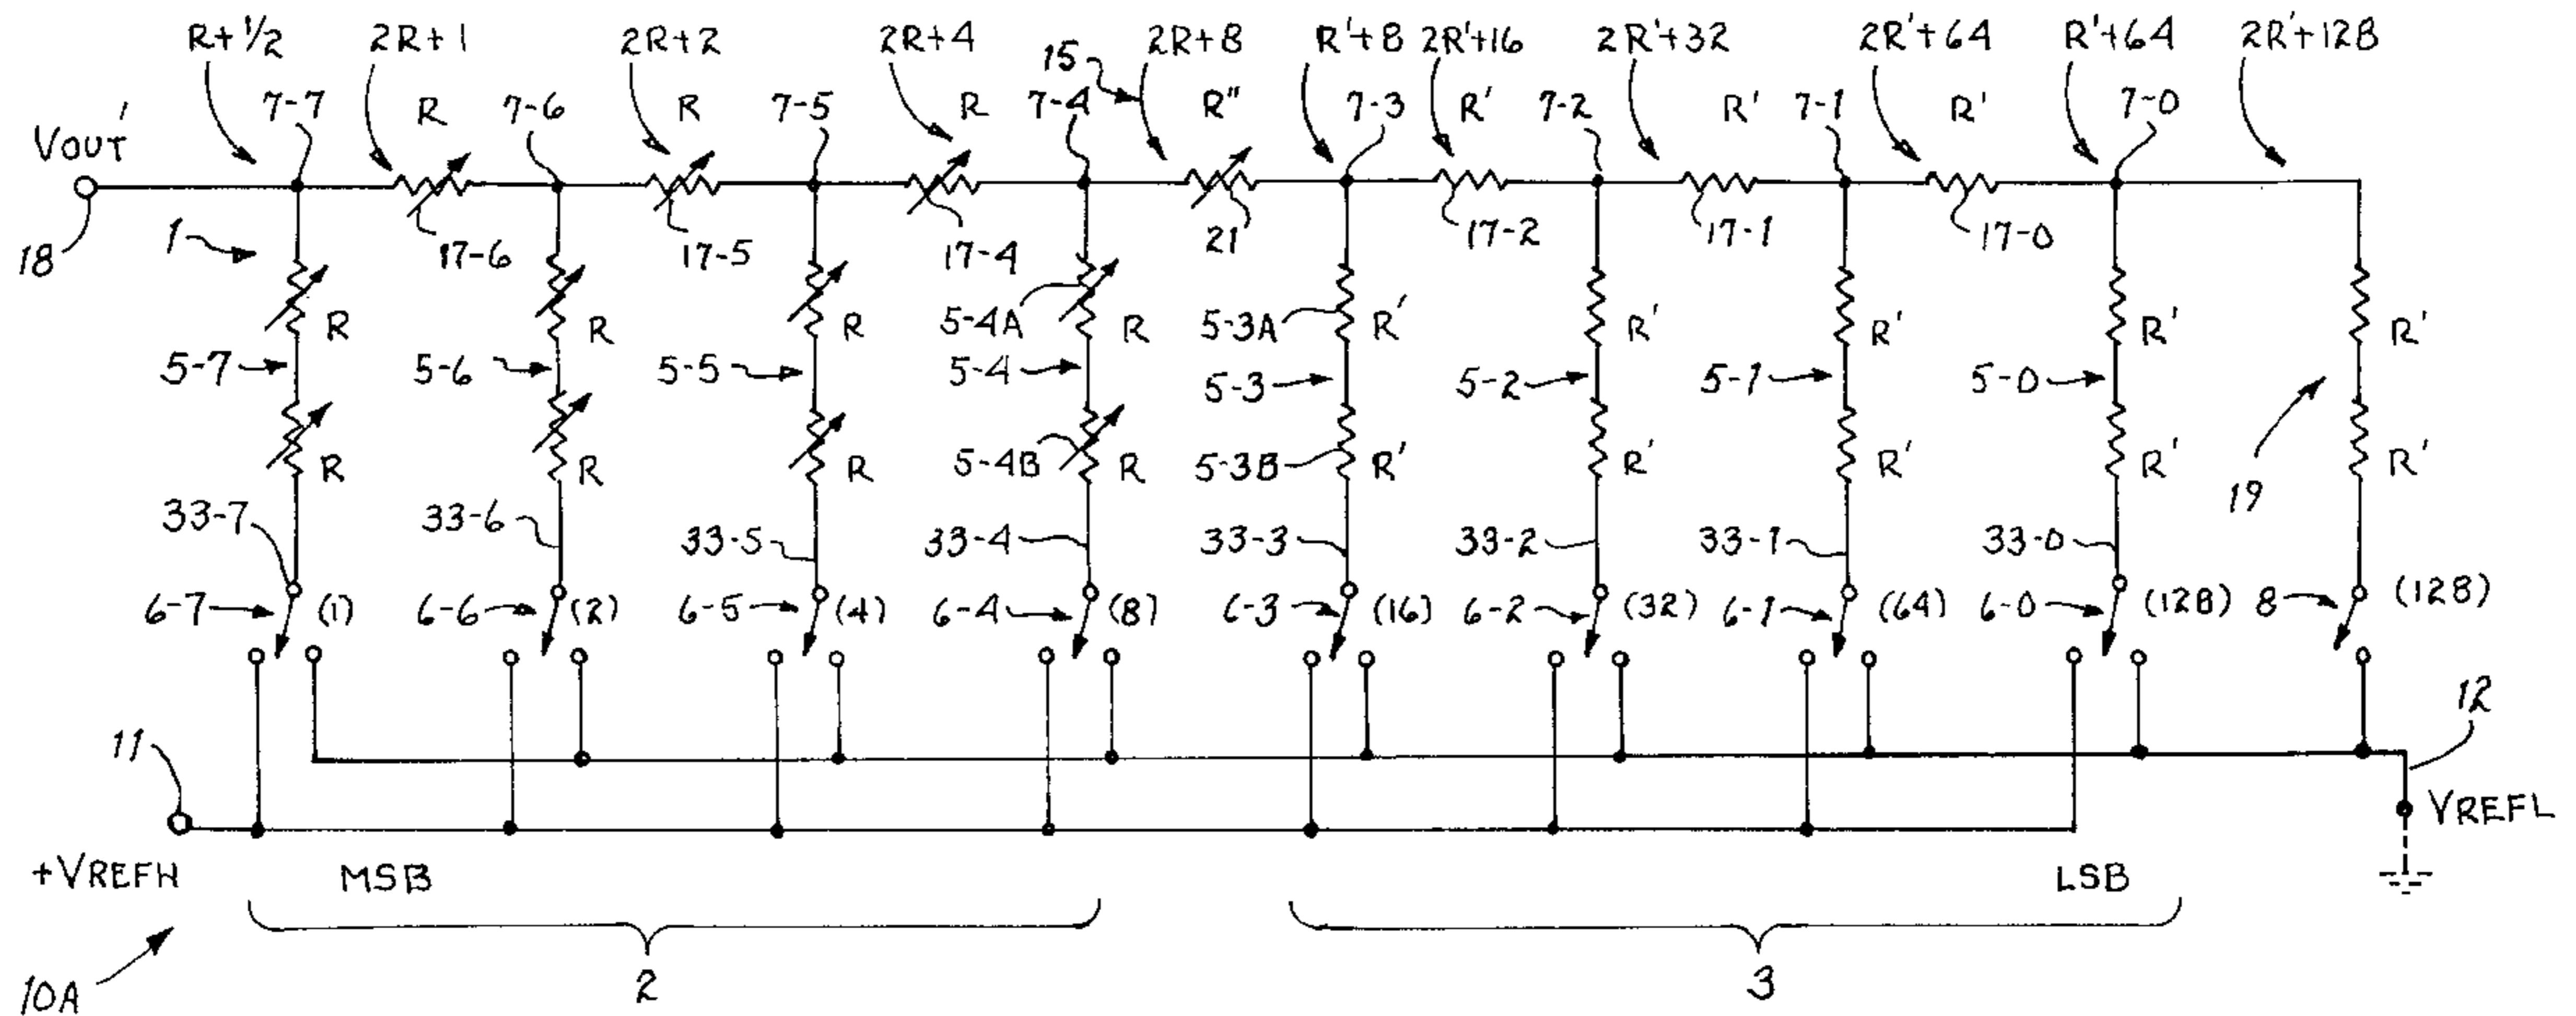 R+1/2 2R+1 2R+2 2R+4 2R+8 R'+8 2R'+16 2R'+32 2R'+64 R'+64 2R'+128
15
7-7 R 7-6 R 7-5 R 7-4 R" 7-3 R' 7-2 R' 7-1 R' 7-0
VOUT'
18 1 17-6 17-5 17-4 21 17-2 17-1 17-0
R R R 5-4A R 5-3A R' R' R' R' R'
5-7 5-6 5-5 5-4 5-3 5-2 5-1 5-0 19
R R R 5-4B R 5-3B R' R' R' R' R'
33-7 33-6 33-5 33-4 33-3 33-2 33-1 33-0
6-7 (1) 6-6 (2) 6-5 (4) 6-4 (8) 6-3 (16) 6-2 (32) 6-1 (64) 6-0 (128) 8 (128)
11 12
VREFL
+VREFH MSB LSB
10A 2 3